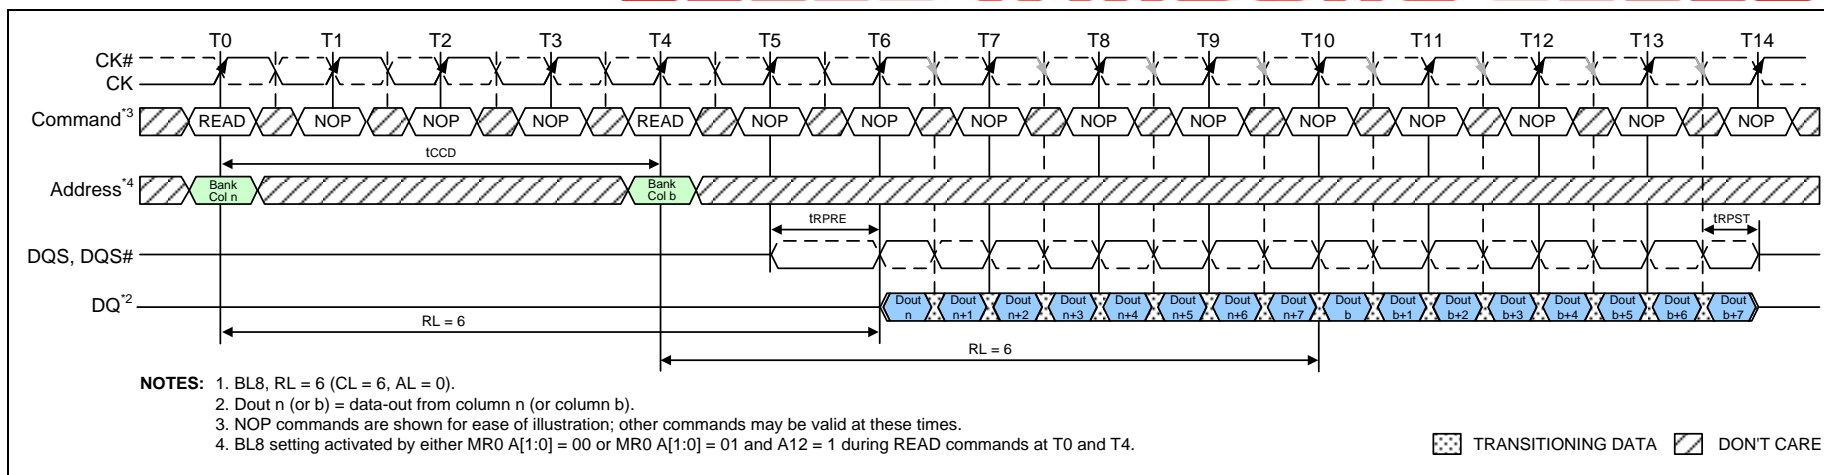 T0 T1 T2 T3 T4 T5 T6 T7 T8 T9 T10 T11 T12 T13 T14
CK#
CK
Command*3 READ NOP NOP NOP READ NOP NOP NOP NOP NOP NOP NOP NOP NOP NOP
tCCD
Address*4 Bank Col n Bank Col b
tRPRE tRPST
DQS, DQS#
DQ*2 Dout n Dout n+1 Dout n+2 Dout n+3 Dout n+4 Dout n+5 Dout n+6 Dout n+7 Dout b Dout b+1 Dout b+2 Dout b+3 Dout b+4 Dout b+5 Dout b+6 Dout b+7
RL = 6
RL = 6
NOTES: 1. BL8, RL = 6 (CL = 6, AL = 0).
2. Dout n (or b) = data-out from column n (or column b).
3. NOP commands are shown for ease of illustration; other commands may be valid at these times.
4. BL8 setting activated by either MR0 A[1:0] = 00 or MR0 A[1:0] = 01 and A12 = 1 during READ commands at T0 and T4.
TRANSITIONING DATA DON'T CARE